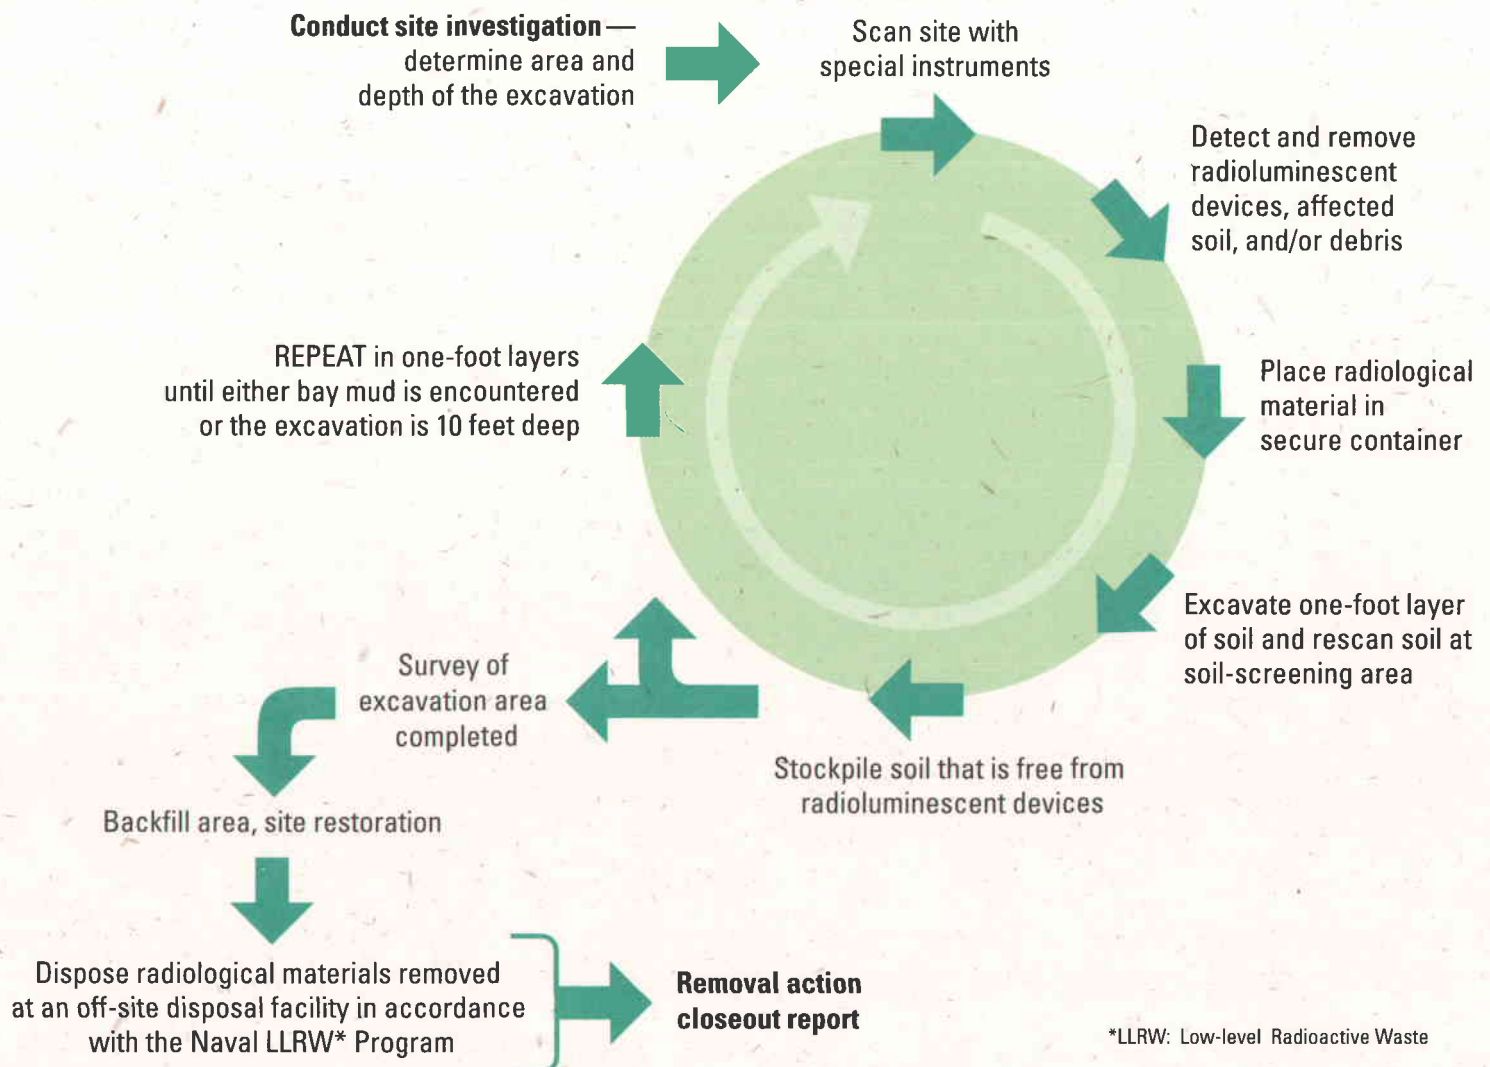 Conduct site investigation—
determine area and
depth of the excavation
Scan site with
special instruments
Detect and remove
radioluminescent
devices, affected
soil, and/or debris
Place radiological
material in
secure container
Excavate one-foot layer
of soil and rescan soil at
soil-screening area
Stockpile soil that is free from
radioluminescent devices
REPEAT in one-foot layers
until either bay mud is encountered
or the excavation is 10 feet deep
Survey of
excavation area
completed
Backfill area, site restoration
Dispose radiological materials removed
at an off-site disposal facility in accordance
with the Naval LLRW* Program
Removal action
closeout report
*LLRW: Low-level Radioactive Waste